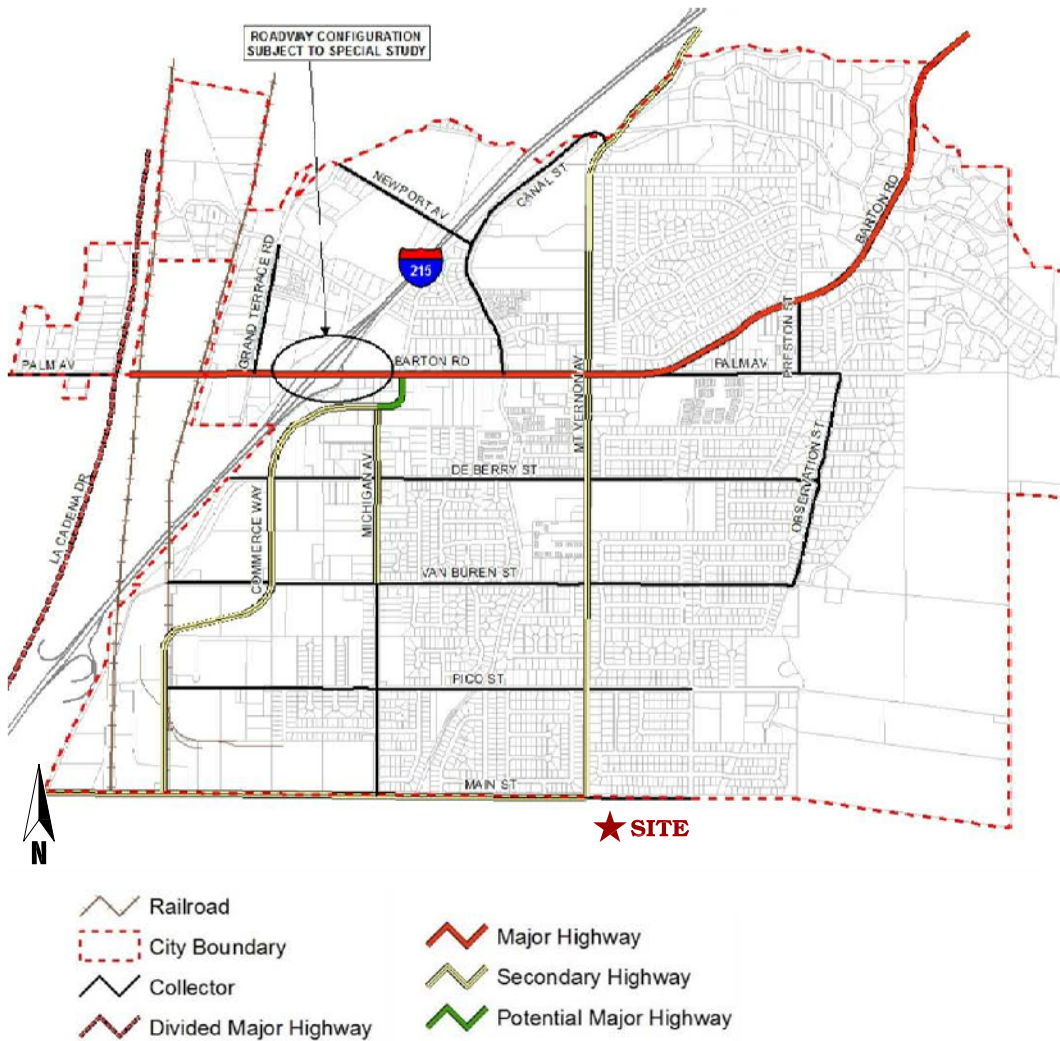 ROADWAY CONFIGURATION
SUBJECT TO SPECIAL STUDY
NEWPORT AV
CANAL ST
BARTON RD
215
GRAND TERRACE RD
PALM AV
BARTON RD
MT VERNON AV
PALM AV
PRESTON ST
LA CADENA DR
COMMERCE WAY
MICHIGAN AV
DE BERRY ST
OBSERVATION ST
VAN BUREN ST
PICO ST
MAIN ST
SITE
N
Railroad
City Boundary
Collector
Divided Major Highway
Major Highway
Secondary Highway
Potential Major Highway